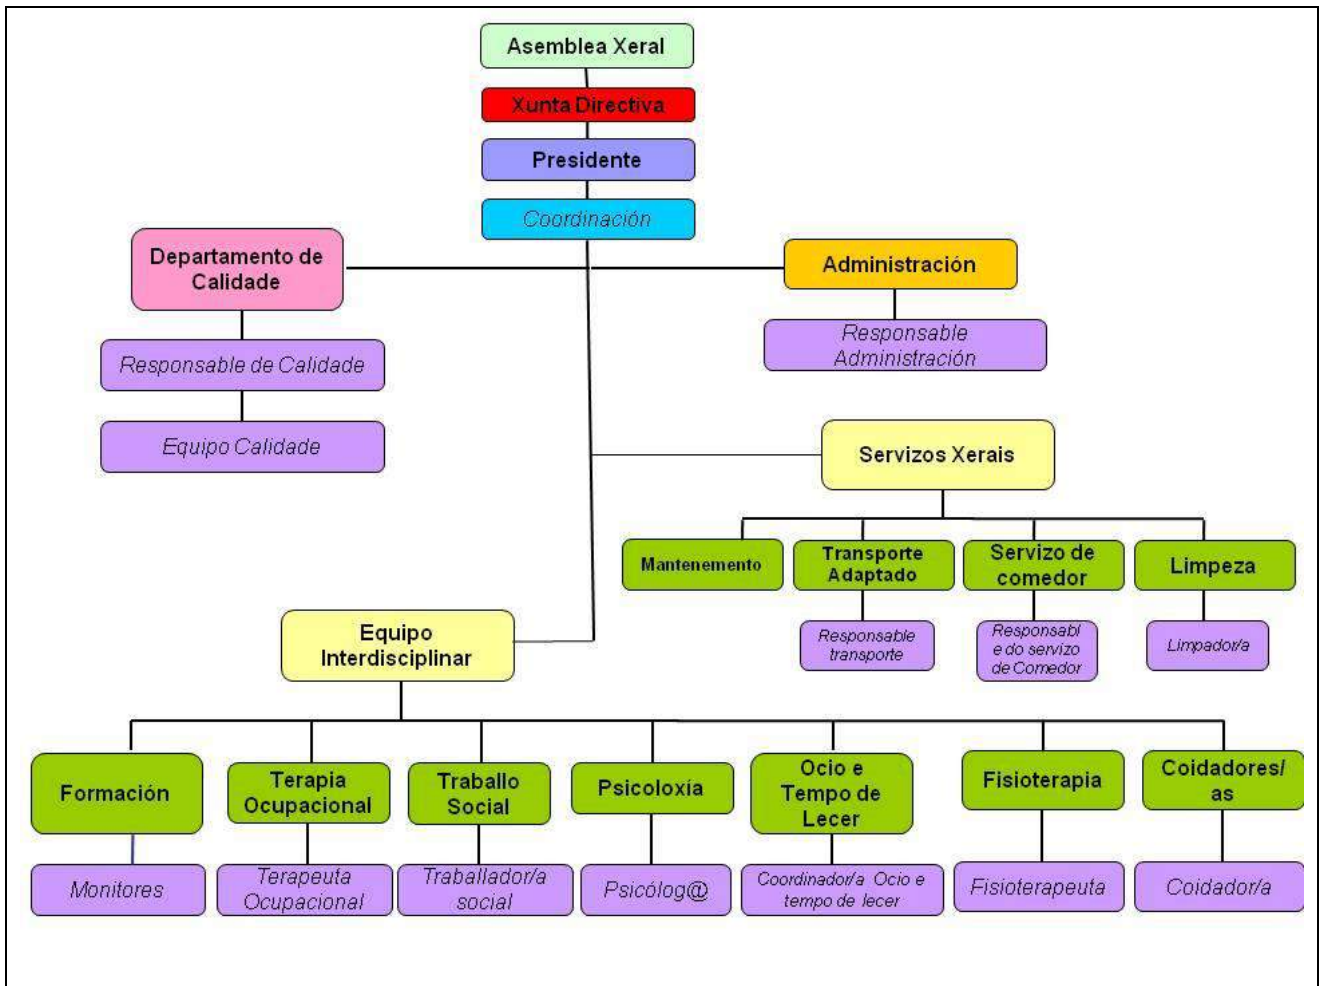 Asemblea Xeral
Xunta Directiva
Presidente
Coordinación
Departamento de
Calidade
Administración
Responsable
Administración
Responsable de Calidade
Equipo Calidade
Servizos Xerais
Mantenemento
Transporte
Adaptado
Servizo de
comedor
Limpeza
Responsable
transporte
Responsabl
e do servizo
de Comedor
Limpador/a
Equipo
Interdisciplinar
Formación
Terapia
Ocupacional
Traballo
Social
Psicoloxía
Ocio e
Tempo de
Lecer
Fisioterapia
Coidadores/
as
Monitores
Terapeuta
Ocupacional
Traballador/a
social
Psicólog@
Coordinador/a Ocio e
tempo de lecer
Fisioterapeuta
Coidador/a